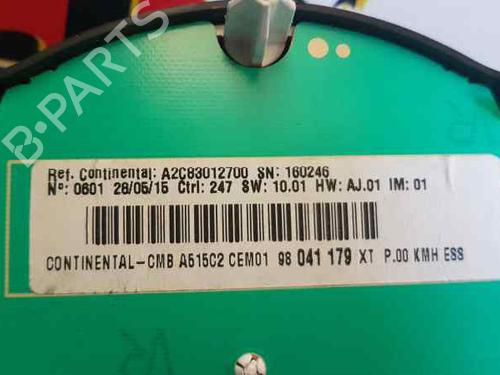 Ref. Continental: A2C83012700 SN: 160246
N°: 0601 28/05/15 Ctrl: 247 SW: 10.01 HW: AJ.01 IM: 01
CONTINENTAL-CMB A515C2 CEM01 98 041 179 XT P.00 KMH ESS
B-PARTS